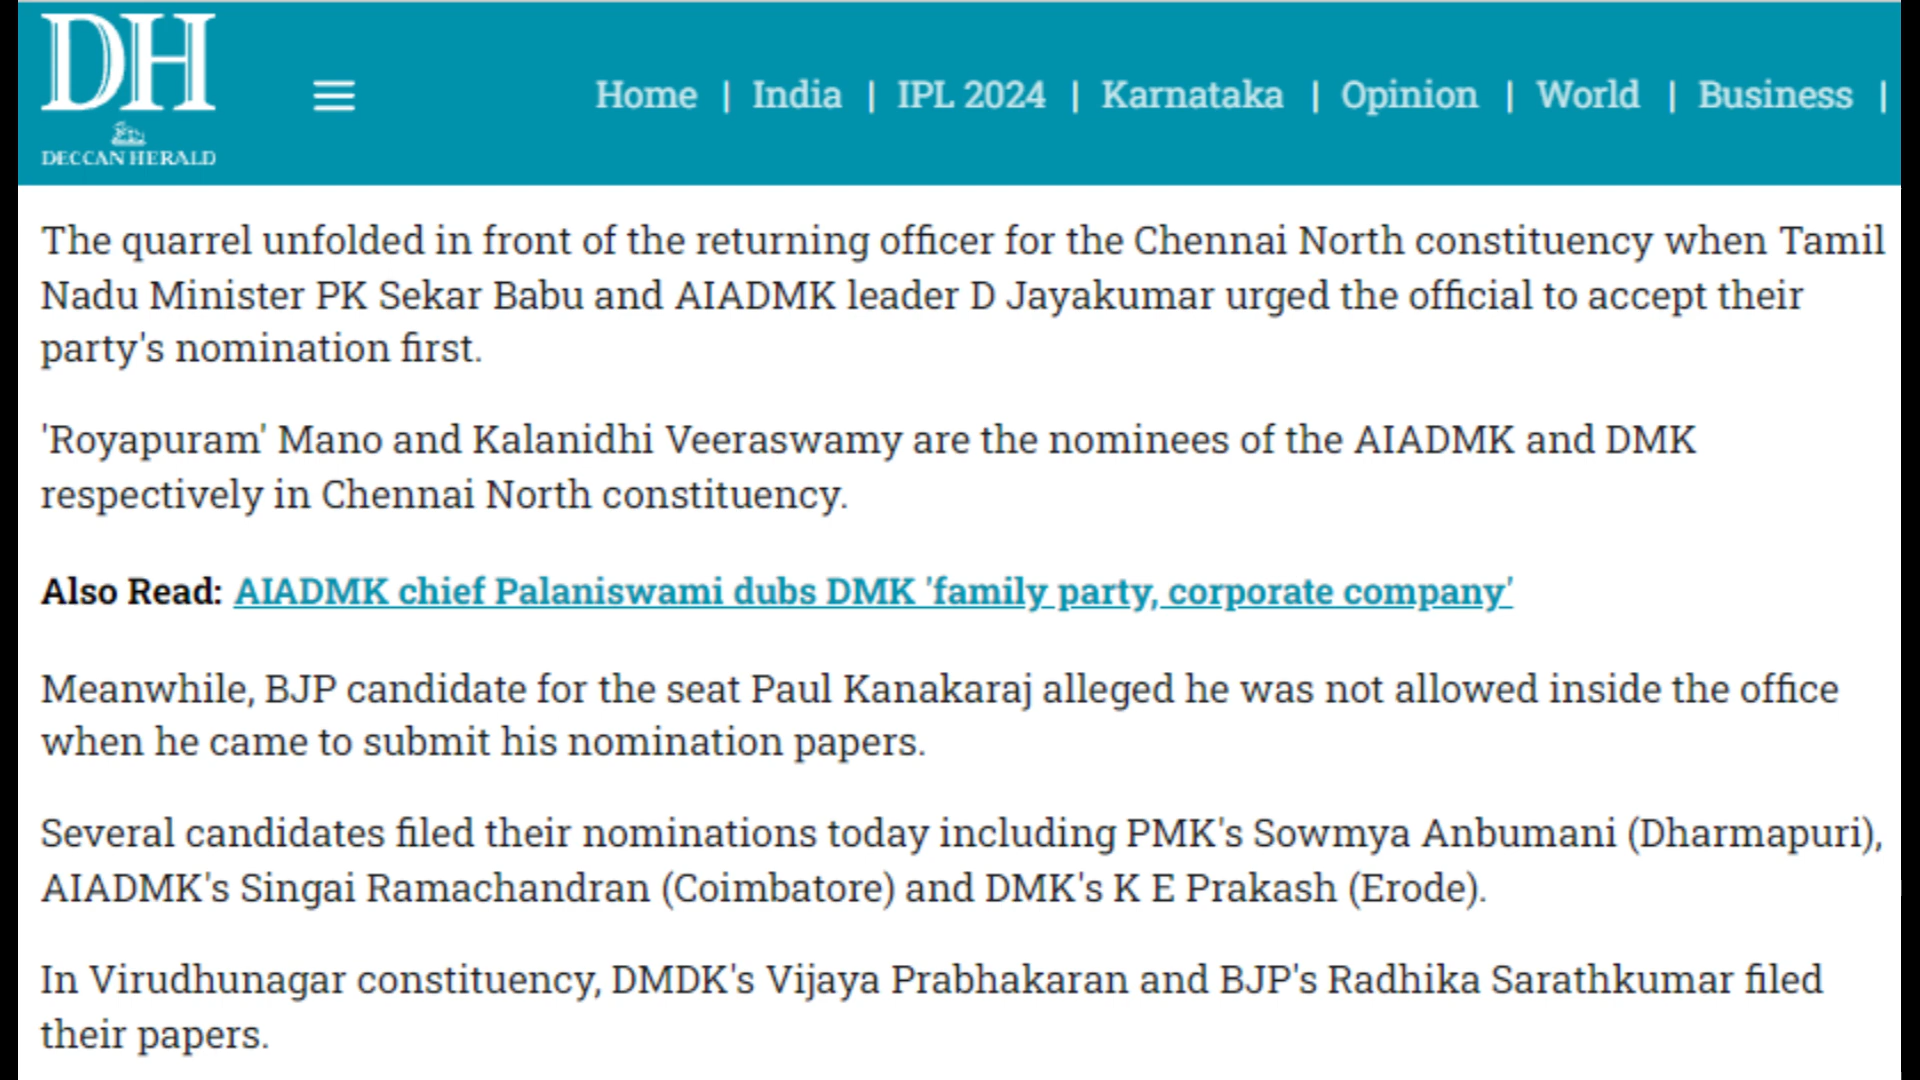 DH
DECCAN HERALD
Home | India | IPL 2024 | Karnataka | Opinion | World | Business |
The quarrel unfolded in front of the returning officer for the Chennai North constituency when Tamil
Nadu Minister PK Sekar Babu and AIADMK leader D Jayakumar urged the official to accept their
party's nomination first.
'Royapuram' Mano and Kalanidhi Veeraswamy are the nominees of the AIADMK and DMK
respectively in Chennai North constituency.
Also Read: AIADMK chief Palaniswami dubs DMK 'family party, corporate company'
Meanwhile, BJP candidate for the seat Paul Kanakaraj alleged he was not allowed inside the office
when he came to submit his nomination papers.
Several candidates filed their nominations today including PMK's Sowmya Anbumani (Dharmapuri),
AIADMK's Singai Ramachandran (Coimbatore) and DMK's K E Prakash (Erode).
In Virudhunagar constituency, DMDK's Vijaya Prabhakaran and BJP's Radhika Sarathkumar filed
their papers.